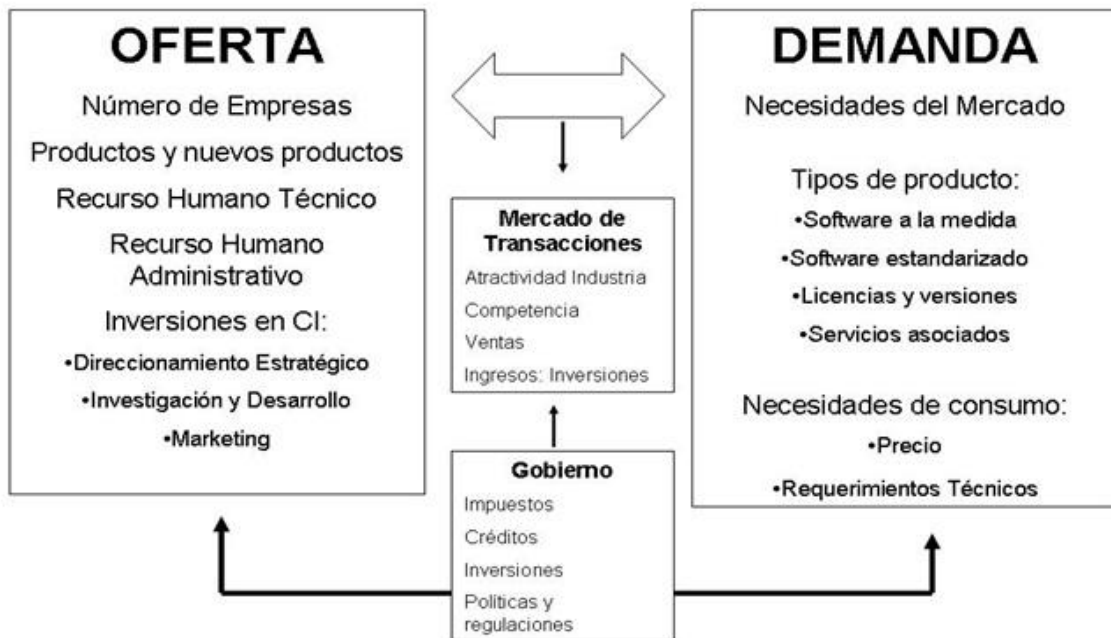 OFERTA
Número de Empresas
Productos y nuevos productos
Recurso Humano Técnico
Recurso Humano
Administrativo
Inversiones en CI:
•Direccionamiento Estratégico
•Investigación y Desarrollo
•Marketing
Mercado de
Transacciones
Atractividad Industria
Competencia
Ventas
Ingresos: Inversiones
Gobierno
Impuestos
Créditos
Inversiones
Políticas y
regulaciones
DEMANDA
Necesidades del Mercado
Tipos de producto:
•Software a la medida
•Software estandarizado
•Licencias y versiones
•Servicios asociados
Necesidades de consumo:
•Precio
•Requerimientos Técnicos